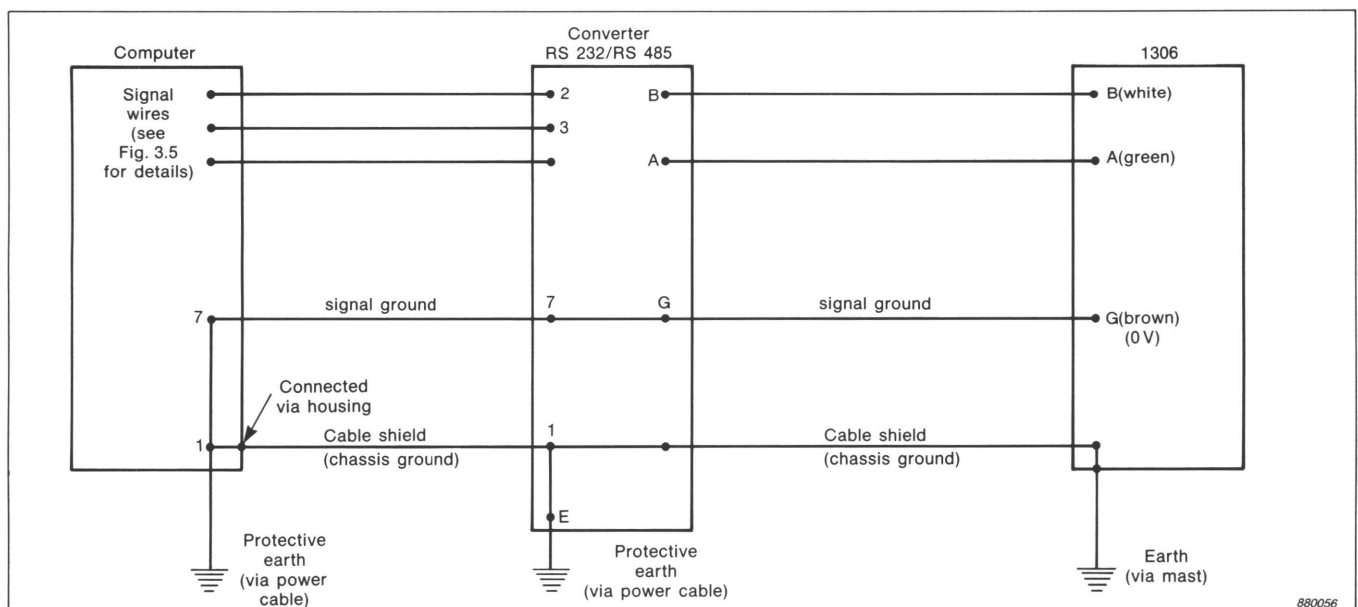 Computer
Converter
RS 232/RS 485
1306
Signal
wires
(see
Fig. 3.5
for details)
2
3
B
A
B(white)
A(green)
7
signal ground
7
G
signal ground
G(brown)
(0 V)
Connected
via housing
1
Cable shield
(chassis ground)
1
Cable shield
(chassis ground)
E
Protective
earth
(via power
cable)
Protective
earth
(via power cable)
Earth
(via mast)
880056